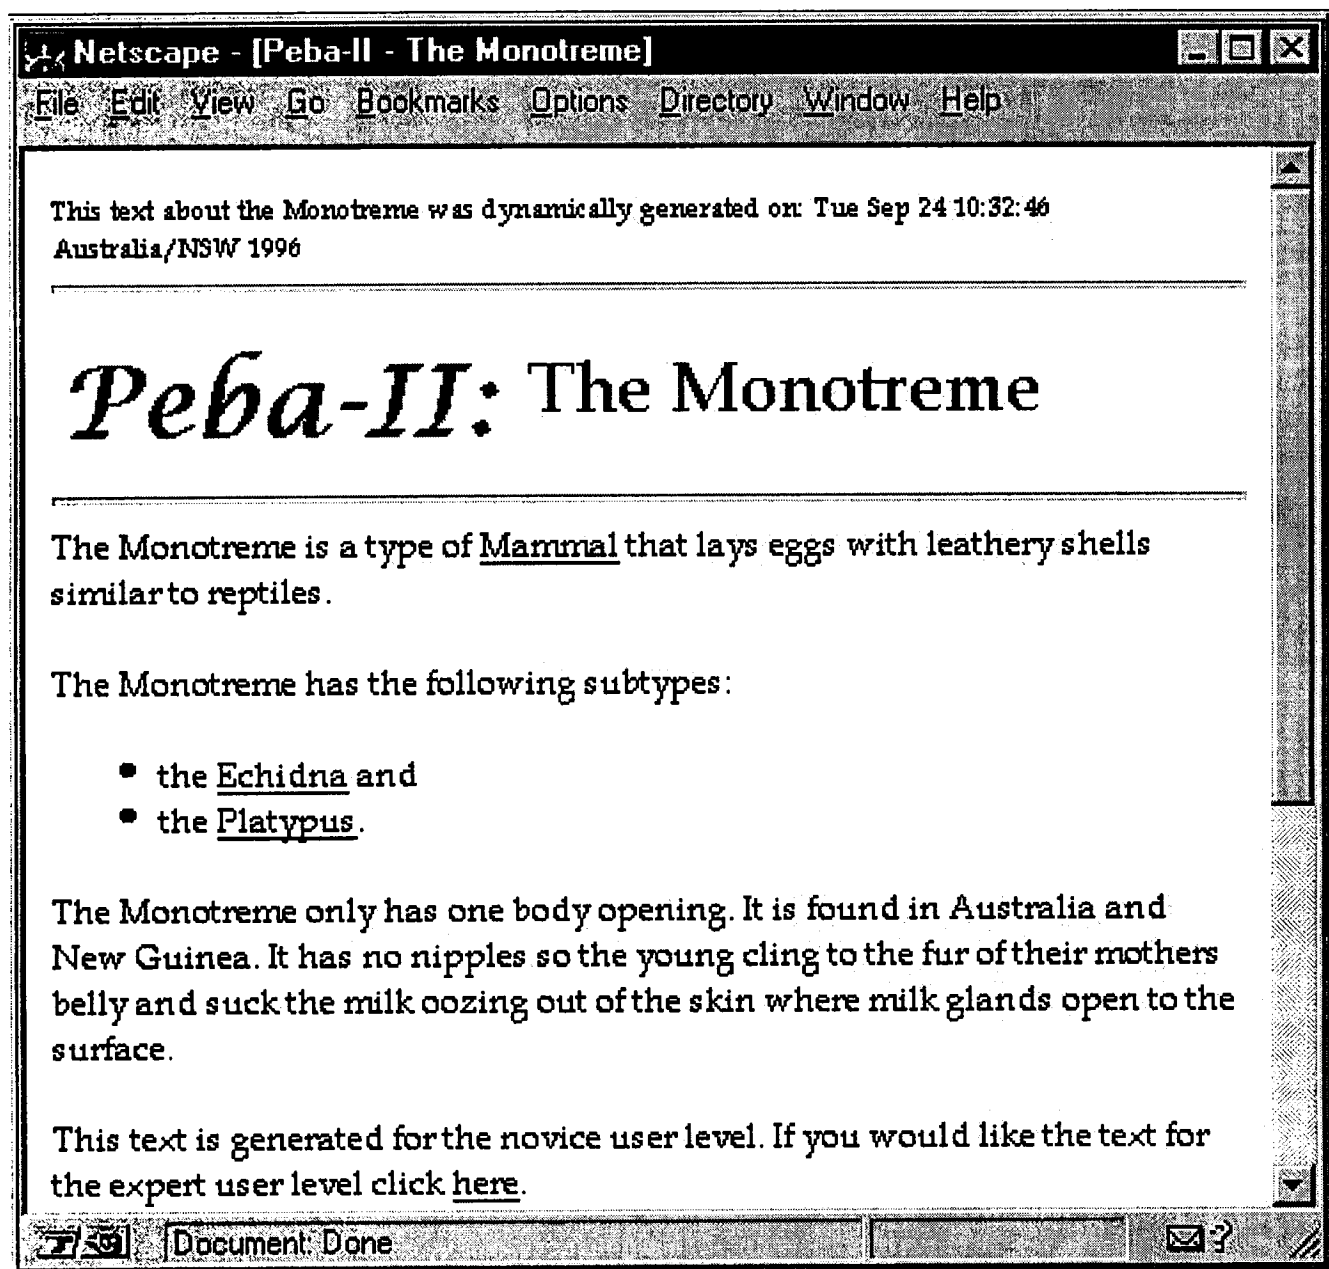 Netscape - [Peba-II - The Monotreme]
File Edit View Go Bookmarks Options Directory Window Help
This text about the Monotreme was dynamically generated on: Tue Sep 24 10:32:46
Australia/NSW 1996
Peba-II: The Monotreme
The Monotreme is a type of Mammal that lays eggs with leathery shells
similar to reptiles.
The Monotreme has the following subtypes:
• the Echidna and
• the Platypus.
The Monotreme only has one body opening. It is found in Australia and
New Guinea. It has no nipples so the young cling to the fur of their mothers
belly and suck the milk oozing out of the skin where milk glands open to the
surface.
This text is generated for the novice user level. If you would like the text for
the expert user level click here.
Document: Done